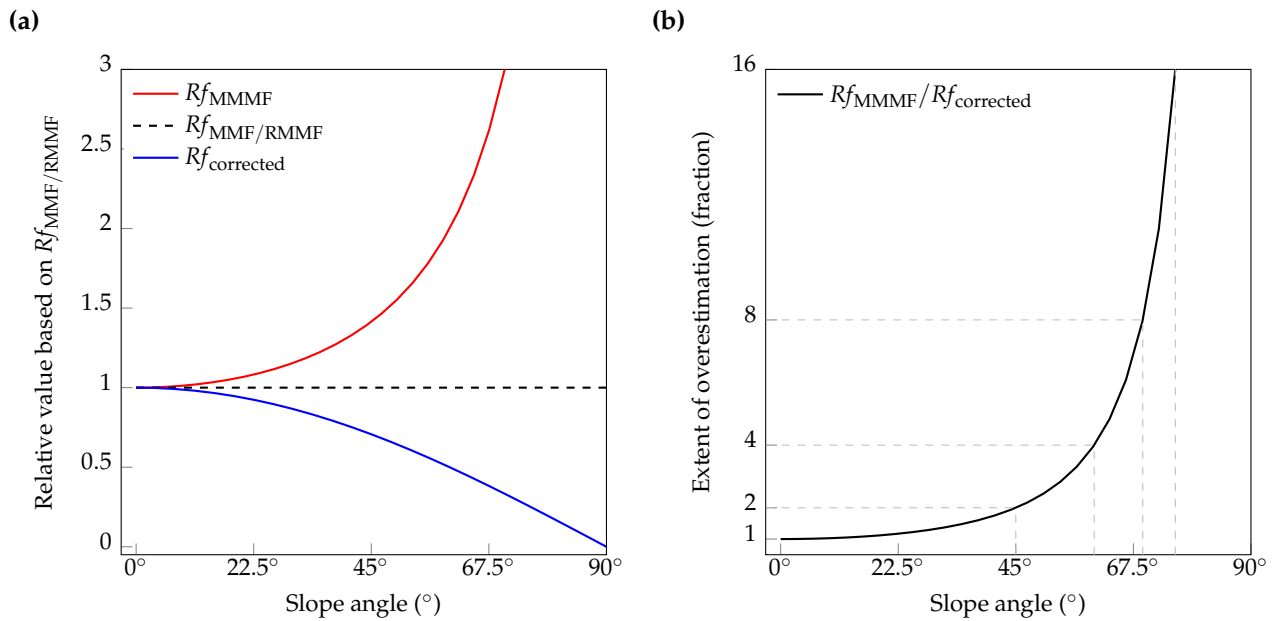 (a)
(b)
Relative value based on Rf_MMF/RMMF
3
2.5
2
1.5
1
0.5
0
Rf_MMMF
Rf_MMF/RMMF
Rf_corrected
0° 22.5° 45° 67.5° 90°
Slope angle (°)
Extent of overestimation (fraction)
16
8
4
2
1
Rf_MMMF/Rf_corrected
0° 22.5° 45° 67.5° 90°
Slope angle (°)